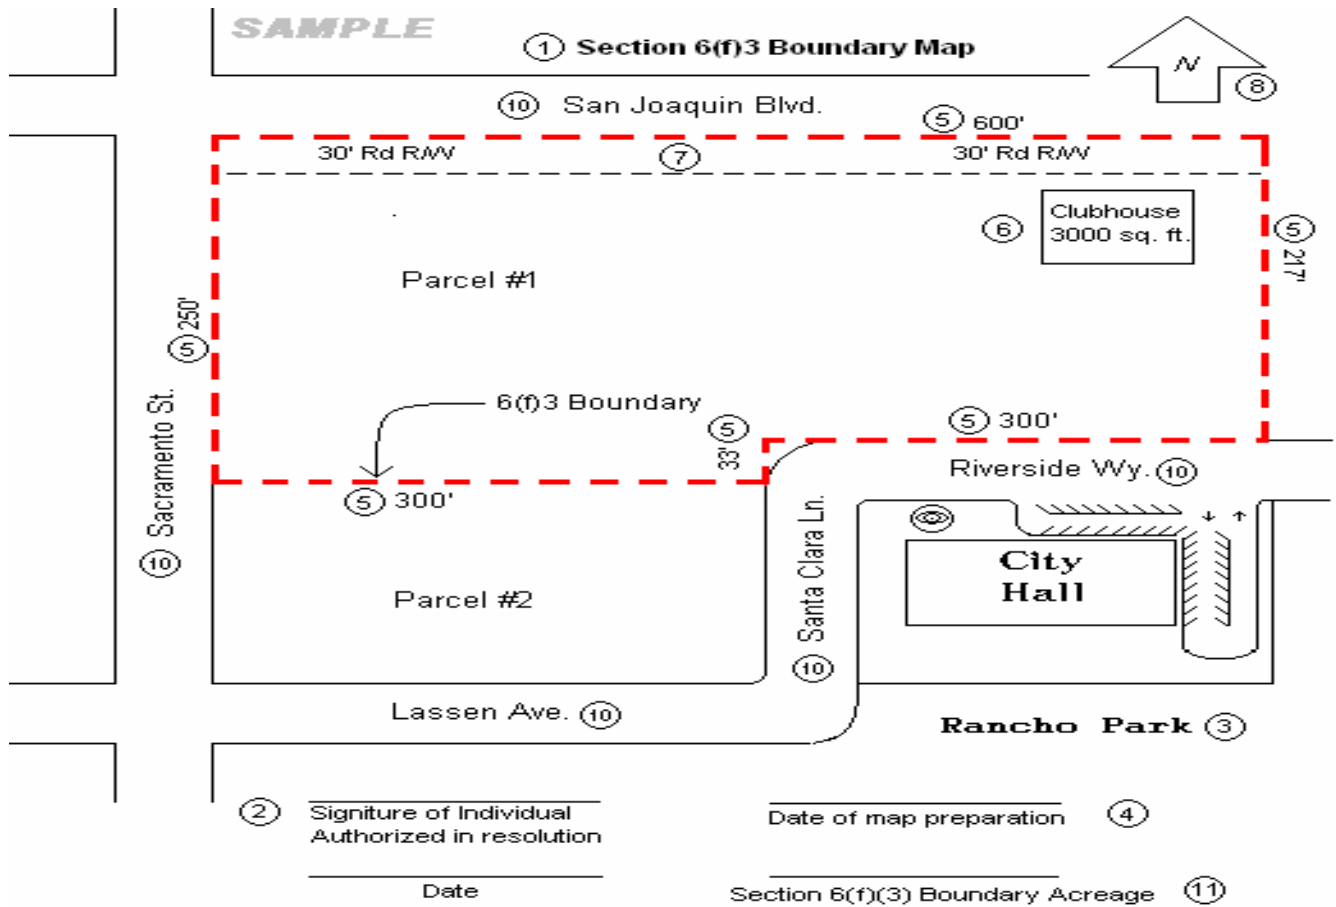 SAMPLE
1 Section 6(f)3 Boundary Map
N
8
10 San Joaquin Blvd.
5 600'
30' Rd R/W
7
30' Rd R/W
Clubhouse
3000 sq. ft.
6
5 217'
Parcel #1
5 250'
6(f)3 Boundary
5 33'
5 300'
10 Sacramento St.
5 300'
Riverside Wy. 10
10 Santa Clara Ln.
City
Hall
Parcel #2
Lassen Ave. 10
Rancho Park 3
2 Signiture of Individual
Authorized in resolution
Date of map preparation 4
Date
Section 6(f)(3) Boundary Acreage 11